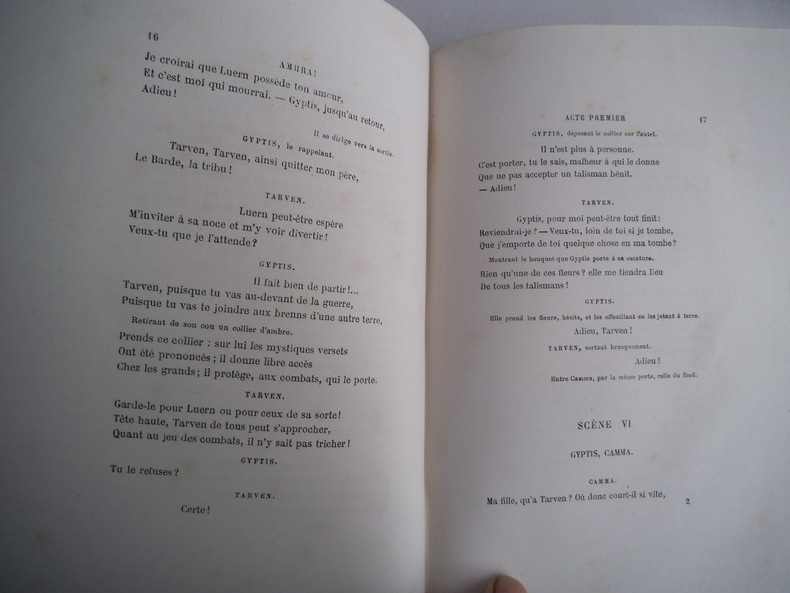 16
AMURA!
Je croirai que Luern possède ton amour,
Et c'est moi qui mourrai. — Gyptis, jusqu'au retour,
Adieu!
Il se dirige vers la sortie.
GYPTIS, le rappelant.
Tarven, Tarven, ainsi quitter mon père,
Le Barde, la tribu!
TARVEN.
Luern peut-être espère
M'inviter à sa noce et m'y voir divertir!
Veux-tu que je l'attende?
GYPTIS.
Il fait bien de partir!...
Tarven, puisque tu vas au-devant de la guerre,
Puisque tu vas te joindre aux brenns d'une autre terre,
Retirant de son cou un collier d'ambre.
Prends ce collier : sur lui les mystiques versets
Ont été prononcés; il donne libre accès
Chez les grands; il protège, aux combats, qui le porte.
TARVEN.
Garde-le pour Luern ou pour ceux de sa sorte!
Tête haute, Tarven de tous peut s'approcher,
Quant au jeu des combats, il n'y sait pas tricher!
GYPTIS.
Tu le refuses?
TARVEN.
Certe!
ACTE PREMIER 17
GYPTIS, déposant le collier sur l'autel.
Il n'est plus à personne.
C'est porter, tu le sais, malheur à qui le donne
Que ne pas accepter un talisman bénit.
— Adieu!
TARVEN.
Gyptis, pour moi peut-être tout finit:
Reviendrai-je? — Veux-tu, loin de toi si je tombe,
Que j'emporte de toi quelque chose en ma tombe?
Montrant le bouquet que Gyptis porte à sa ceinture.
Rien qu'une de ces fleurs? elle me tiendra lieu
De tous les talismans!
GYPTIS.
Elle prend les fleurs, hésite, et les effeuillant en les jetant à terre.
Adieu, Tarven!
TARVEN, sortant brusquement.
Adieu!
Entre Camma, par la même porte, celle du fond.
SCÈNE VI
GYPTIS, CAMMA.
CAMMA.
Ma fille, qu'a Tarven? Où donc court-il si vite,
2